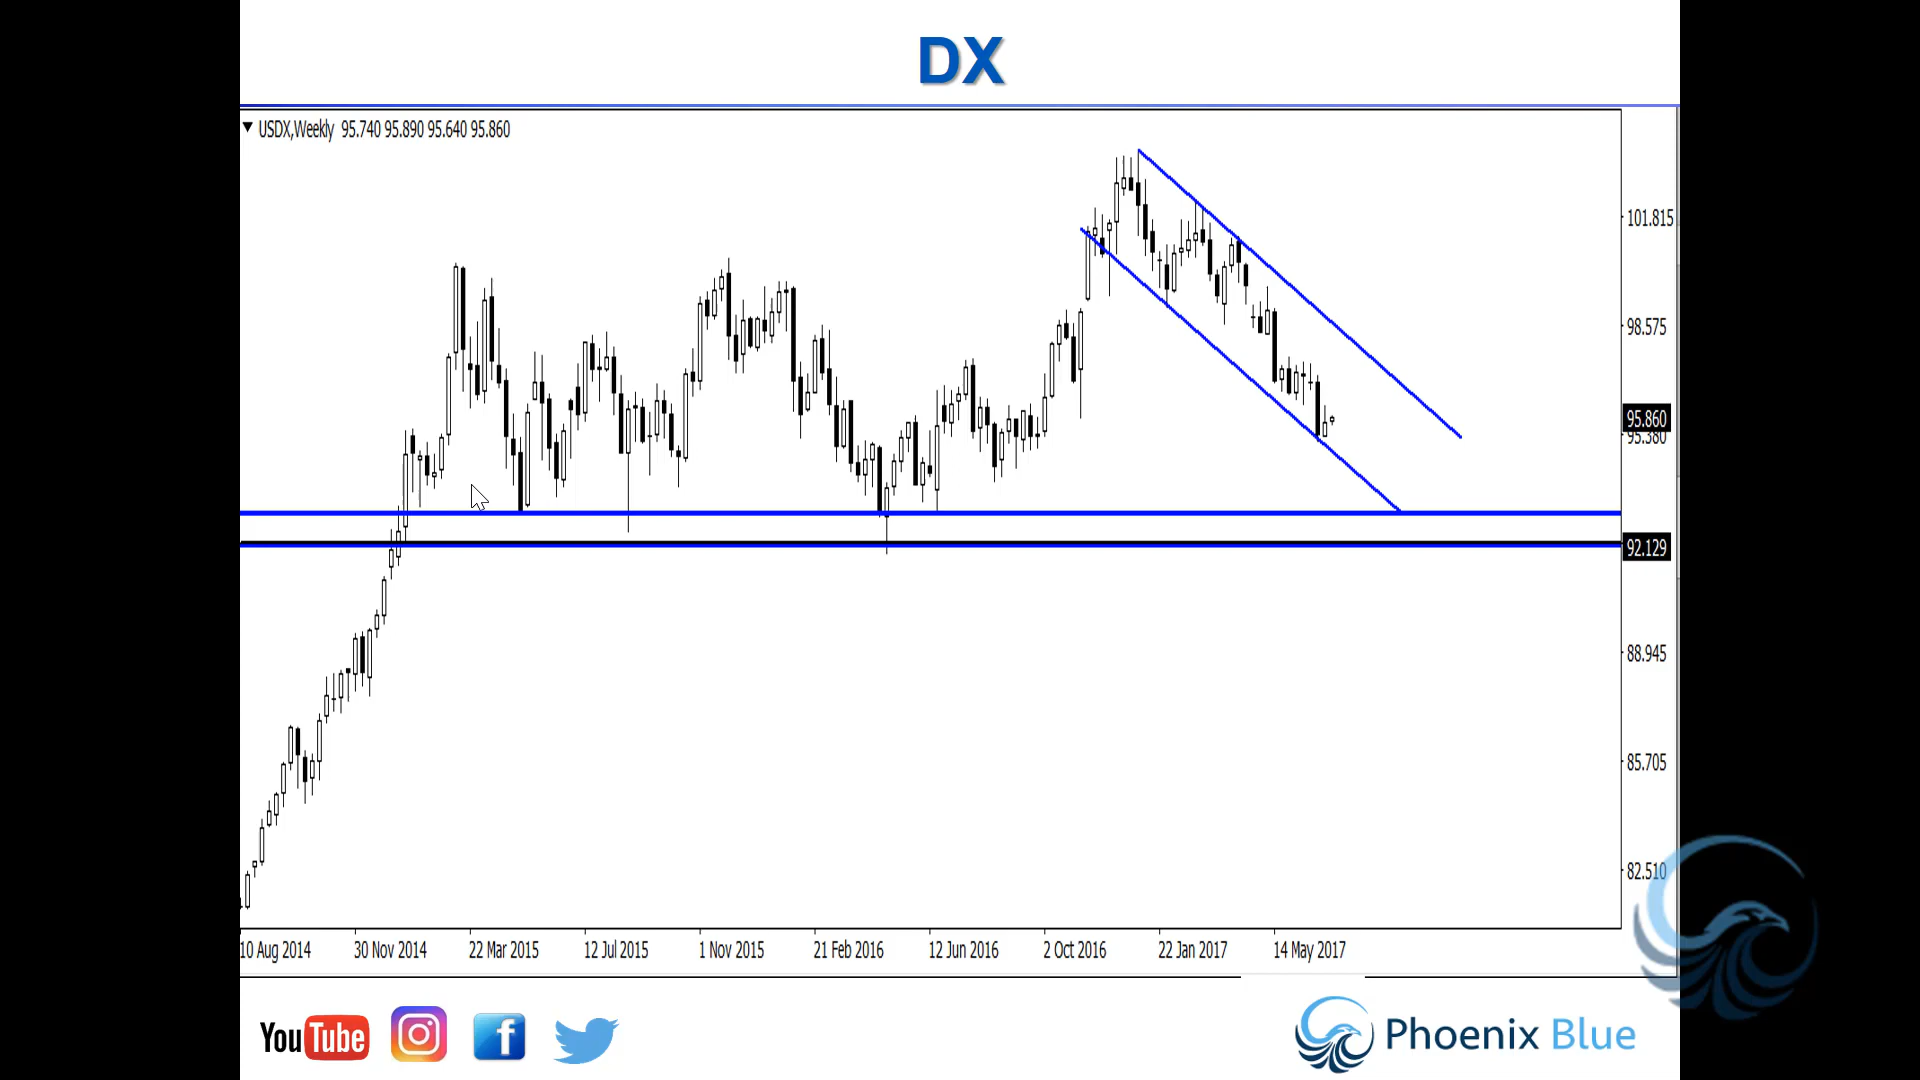 DX
USDX,Weekly 95.740 95.890 95.640 95.860
101.815
98.575
95.860
95.380
92.129
88.945
85.705
82.510
10 Aug 2014 30 Nov 2014 22 Mar 2015 12 Jul 2015 1 Nov 2015 21 Feb 2016 12 Jun 2016 2 Oct 2016 22 Jan 2017 14 May 2017
YouTube f Phoenix Blue